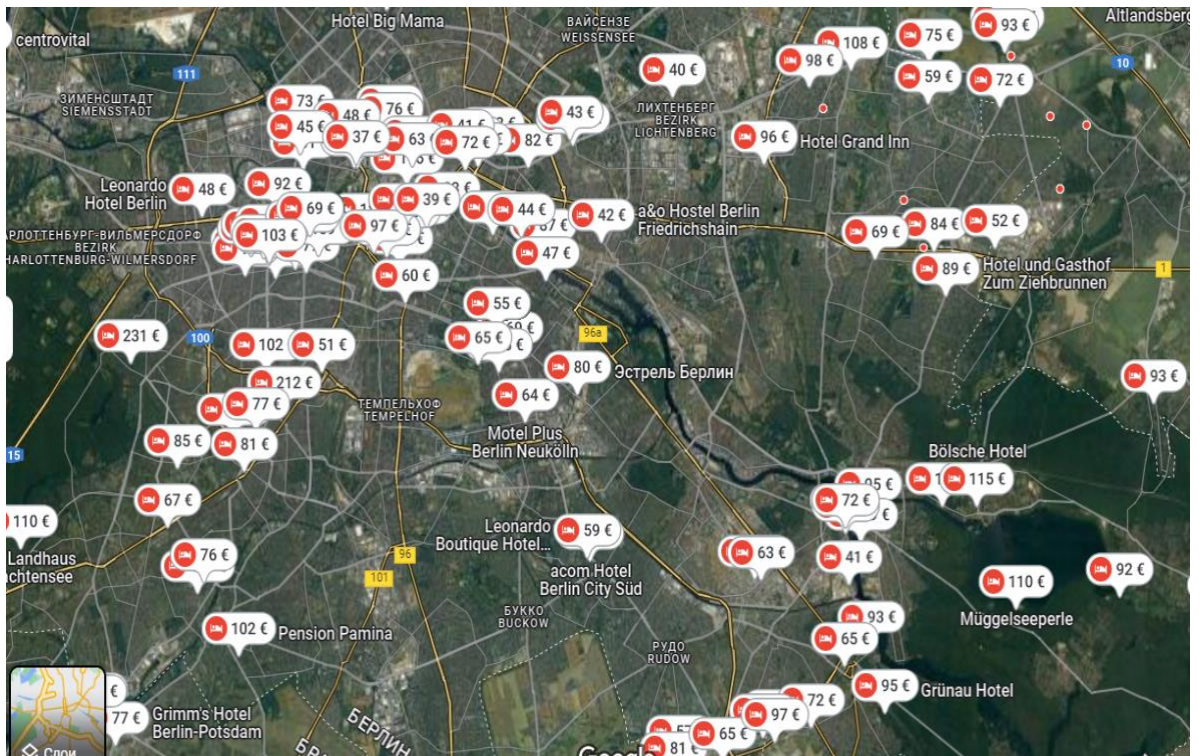 Hotel Big Mama
ВАЙСЕНЗЕ
WEISSENSEE
93 €
Altlandsberg
centrovital
75 €
108 €
98 €
10
111
40 €
59 €
72 €
ЗИМЕНСШТАДТ
SIEMENSSTADT
73
76 €
48 €
43 €
ЛИХТЕНБЕРГ
BEZIRK
LICHTENBERG
45 €
37 €
63
41 €
72 €
82 €
96 €
Hotel Grand Inn
Leonardo
Hotel Berlin
48 €
92 €
69 €
39 €
44 €
42 €
a&o Hostel Berlin
Friedrichshain
84 €
52 €
69 €
103 €
97 €
87 €
BEZIRK
CHARLOTTENBURG-WILMERSDORF
47 €
60 €
89 €
Hotel und Gasthof
Zum Ziehbrunnen
1
55 €
231 €
100
102
51 €
65 €
96a
80 €
Эстрель Берлин
93 €
212 €
77 €
64 €
ТЕМПЕЛЬХОФ
TEMPELHOF
85 €
81 €
Motel Plus
Berlin Neukölln
15
Bölsche Hotel
115 €
67 €
95 €
72 €
110 €
Leonardo
Boutique Hotel...
59 €
63 €
41 €
Landhaus
76 €
96
101
acom Hotel
Berlin City Süd
110 €
92 €
Müggelseeperle
БУККО
BUCKOW
93 €
102 €
Pension Pamina
65 €
РУДО
RUDOW
95 €
Grünau Hotel
72 €
97 €
77 €
Grimm's Hotel
Berlin-Potsdam
БЕРЛИН
65 €
81 €
Слои
Google